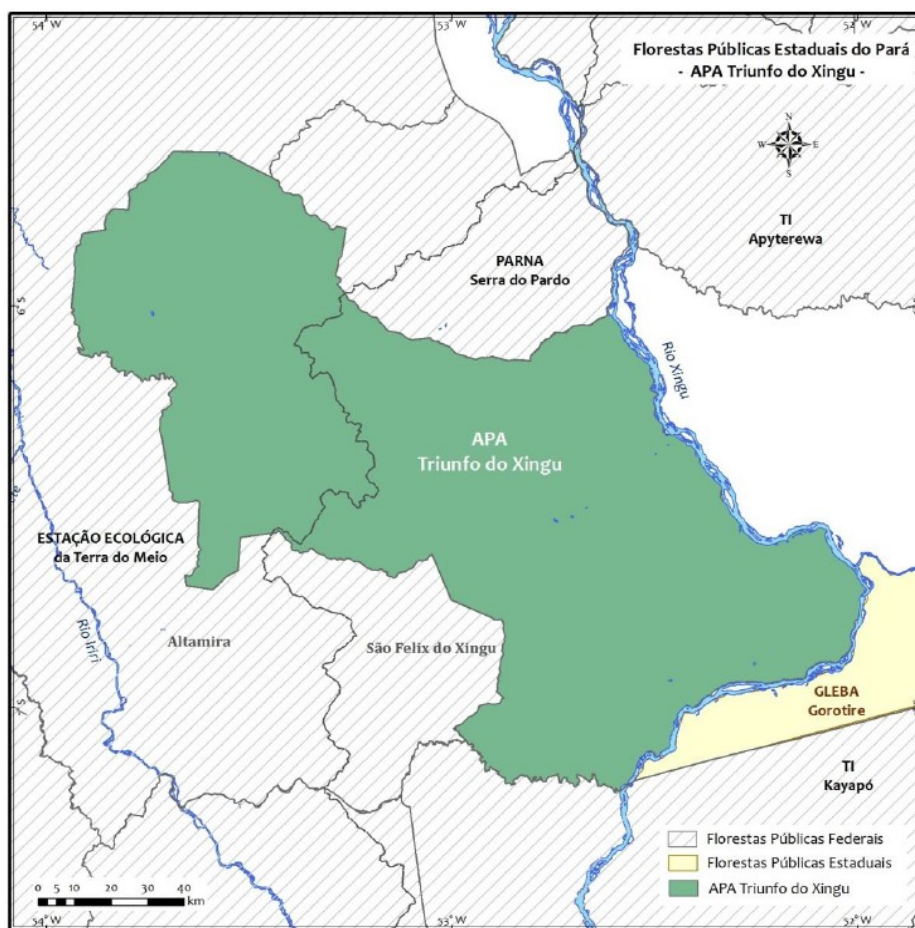 54°W
53°W
52°W
Florestas Públicas Estaduais do Pará
- APA Triunfo do Xingu -
N
W
E
S
TI
Apyterewa
PARNA
Serra do Pardo
6°S
Rio Xingu
APA
Triunfo do Xingu
ESTAÇÃO ECOLÓGICA
da Terra do Meio
Altamira
São Felix do Xingu
Rio Iriri
7°S
GLEBA
Gorotire
TI
Kayapó
Florestas Públicas Federais
Florestas Públicas Estaduais
APA Triunfo do Xingu
0 5 10 20 30 40
km
54°W
53°W
52°W